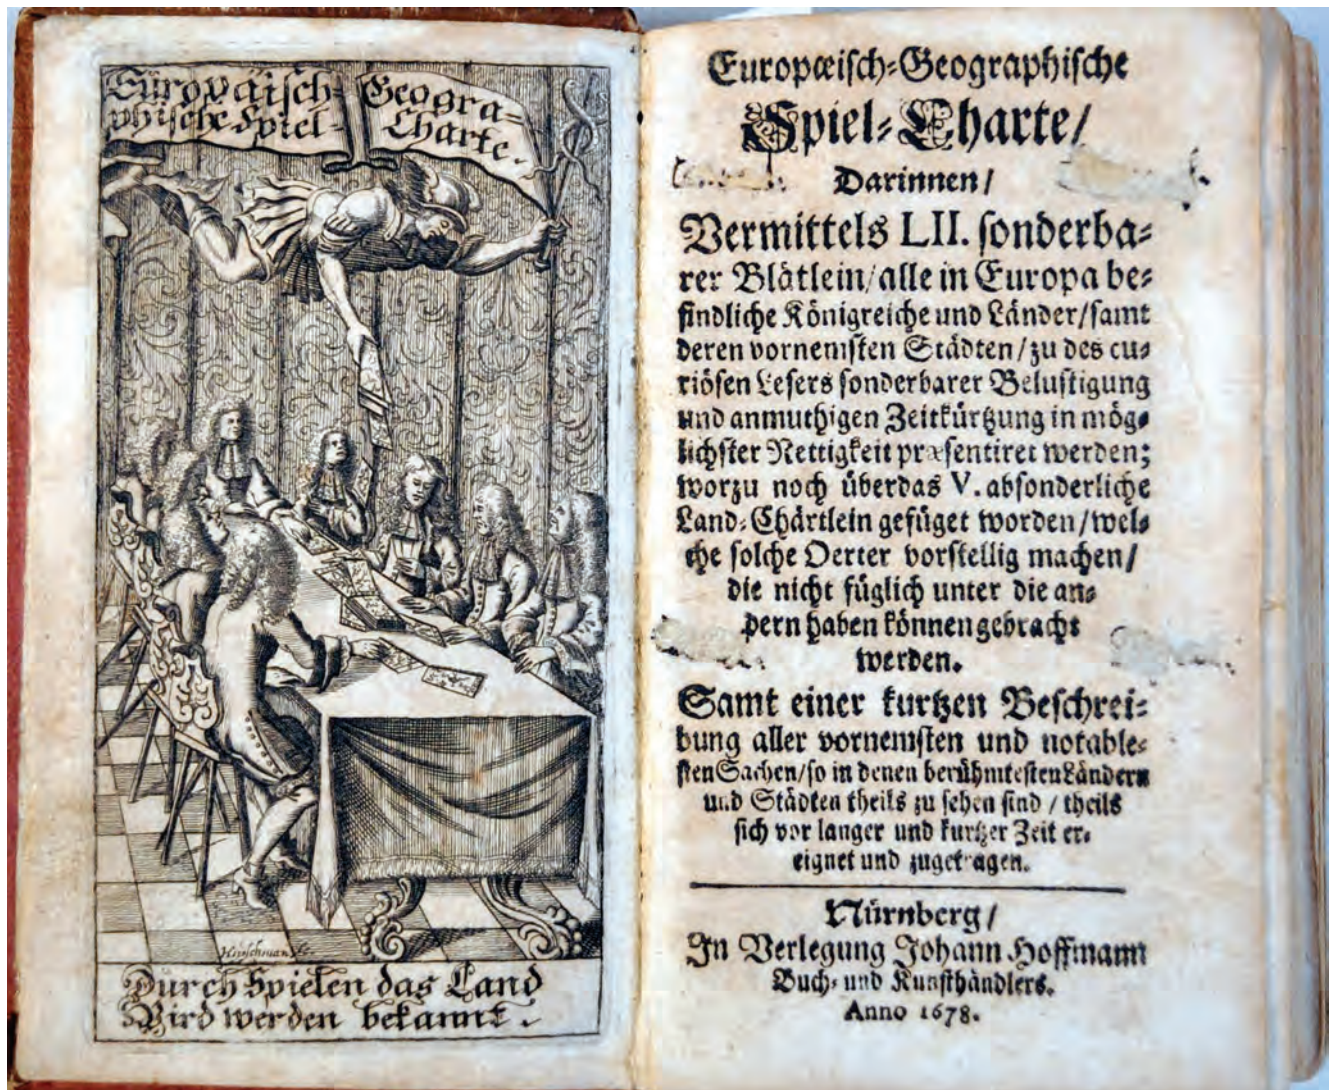 Europäisch-
Geogra-
phische Spiel-
Charte.
Durch Spielen das Land
Wird werden bekannt.
Europœisch-Geographische
Spiel-Charte/
Darinnen/
Vermittels LII. sonderba-
rer Blätlein/alle in Europa be-
findliche Königreiche und Länder/samt
deren vornemsten Städten/zu des cu-
riösen Lesers sonderbarer Belustigung
und anmuthigen Zeitkürtzung in mög-
lichster Nettigkeit præsentiret werden;
worzu noch überdas V. absonderliche
Land-Chärtlein gefüget worden/wel-
che solche Oerter vorstellig machen/
die nicht füglich unter die an-
dern haben können gebracht
werden.
Samt einer kurtzen Beschrei-
bung aller vornemsten und notable-
sten Sachen/so in denen berühmtesten Ländern
und Städten theils zu sehen sind / theils
sich vor langer und kurtzer Zeit er-
eignet und zugetragen.
Nürnberg/
In Verlegung Johann Hoffmann
Buch- und Kunsthändlers.
Anno 1678.